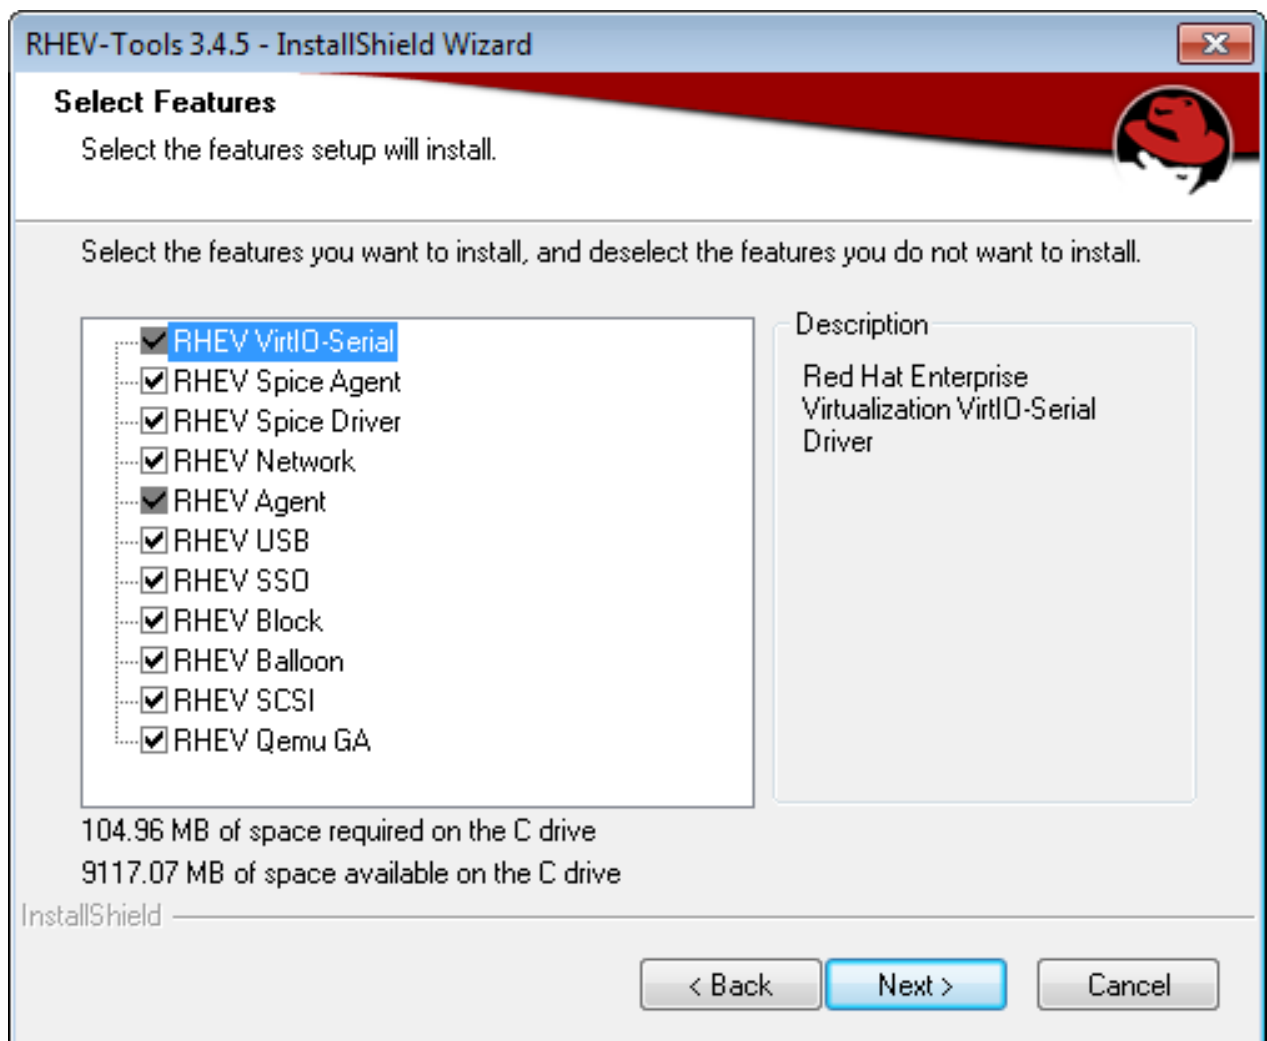 RHEV-Tools 3.4.5 - InstallShield Wizard
Select Features
Select the features setup will install.
Select the features you want to install, and deselect the features you do not want to install.
RHEV VirtIO-Serial
RHEV Spice Agent
RHEV Spice Driver
RHEV Network
RHEV Agent
RHEV USB
RHEV SSO
RHEV Block
RHEV Balloon
RHEV SCSI
RHEV Qemu GA
Description
Red Hat Enterprise
Virtualization VirtIO-Serial
Driver
104.96 MB of space required on the C drive
9117.07 MB of space available on the C drive
InstallShield
< Back
Next >
Cancel